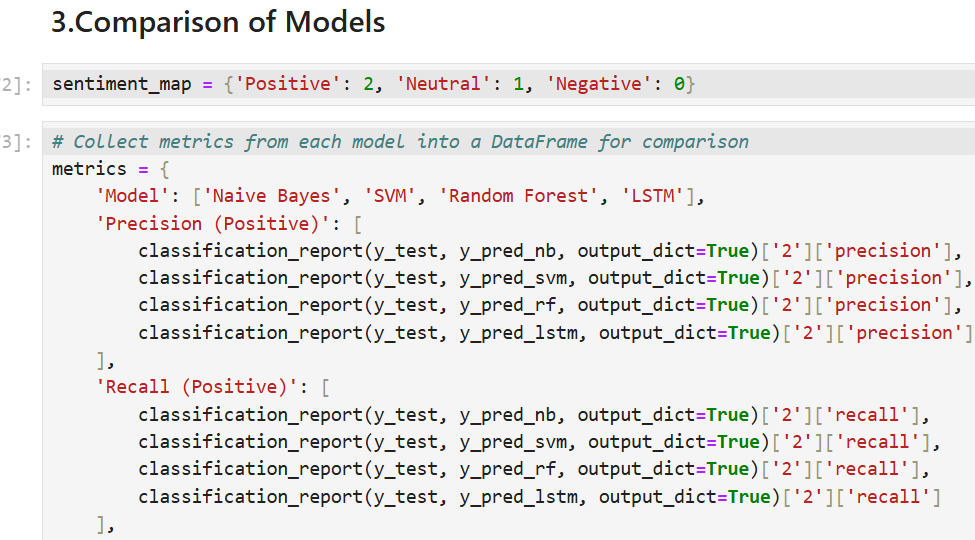 3.Comparison of Models
2]:
sentiment_map = {'Positive': 2, 'Neutral': 1, 'Negative': 0}
3]:
# Collect metrics from each model into a DataFrame for comparison
metrics = {
    'Model': ['Naive Bayes', 'SVM', 'Random Forest', 'LSTM'],
    'Precision (Positive)': [
        classification_report(y_test, y_pred_nb, output_dict=True)['2']['precision'],
        classification_report(y_test, y_pred_svm, output_dict=True)['2']['precision'],
        classification_report(y_test, y_pred_rf, output_dict=True)['2']['precision'],
        classification_report(y_test, y_pred_lstm, output_dict=True)['2']['precision']
    ],
    'Recall (Positive)': [
        classification_report(y_test, y_pred_nb, output_dict=True)['2']['recall'],
        classification_report(y_test, y_pred_svm, output_dict=True)['2']['recall'],
        classification_report(y_test, y_pred_rf, output_dict=True)['2']['recall'],
        classification_report(y_test, y_pred_lstm, output_dict=True)['2']['recall']
    ],